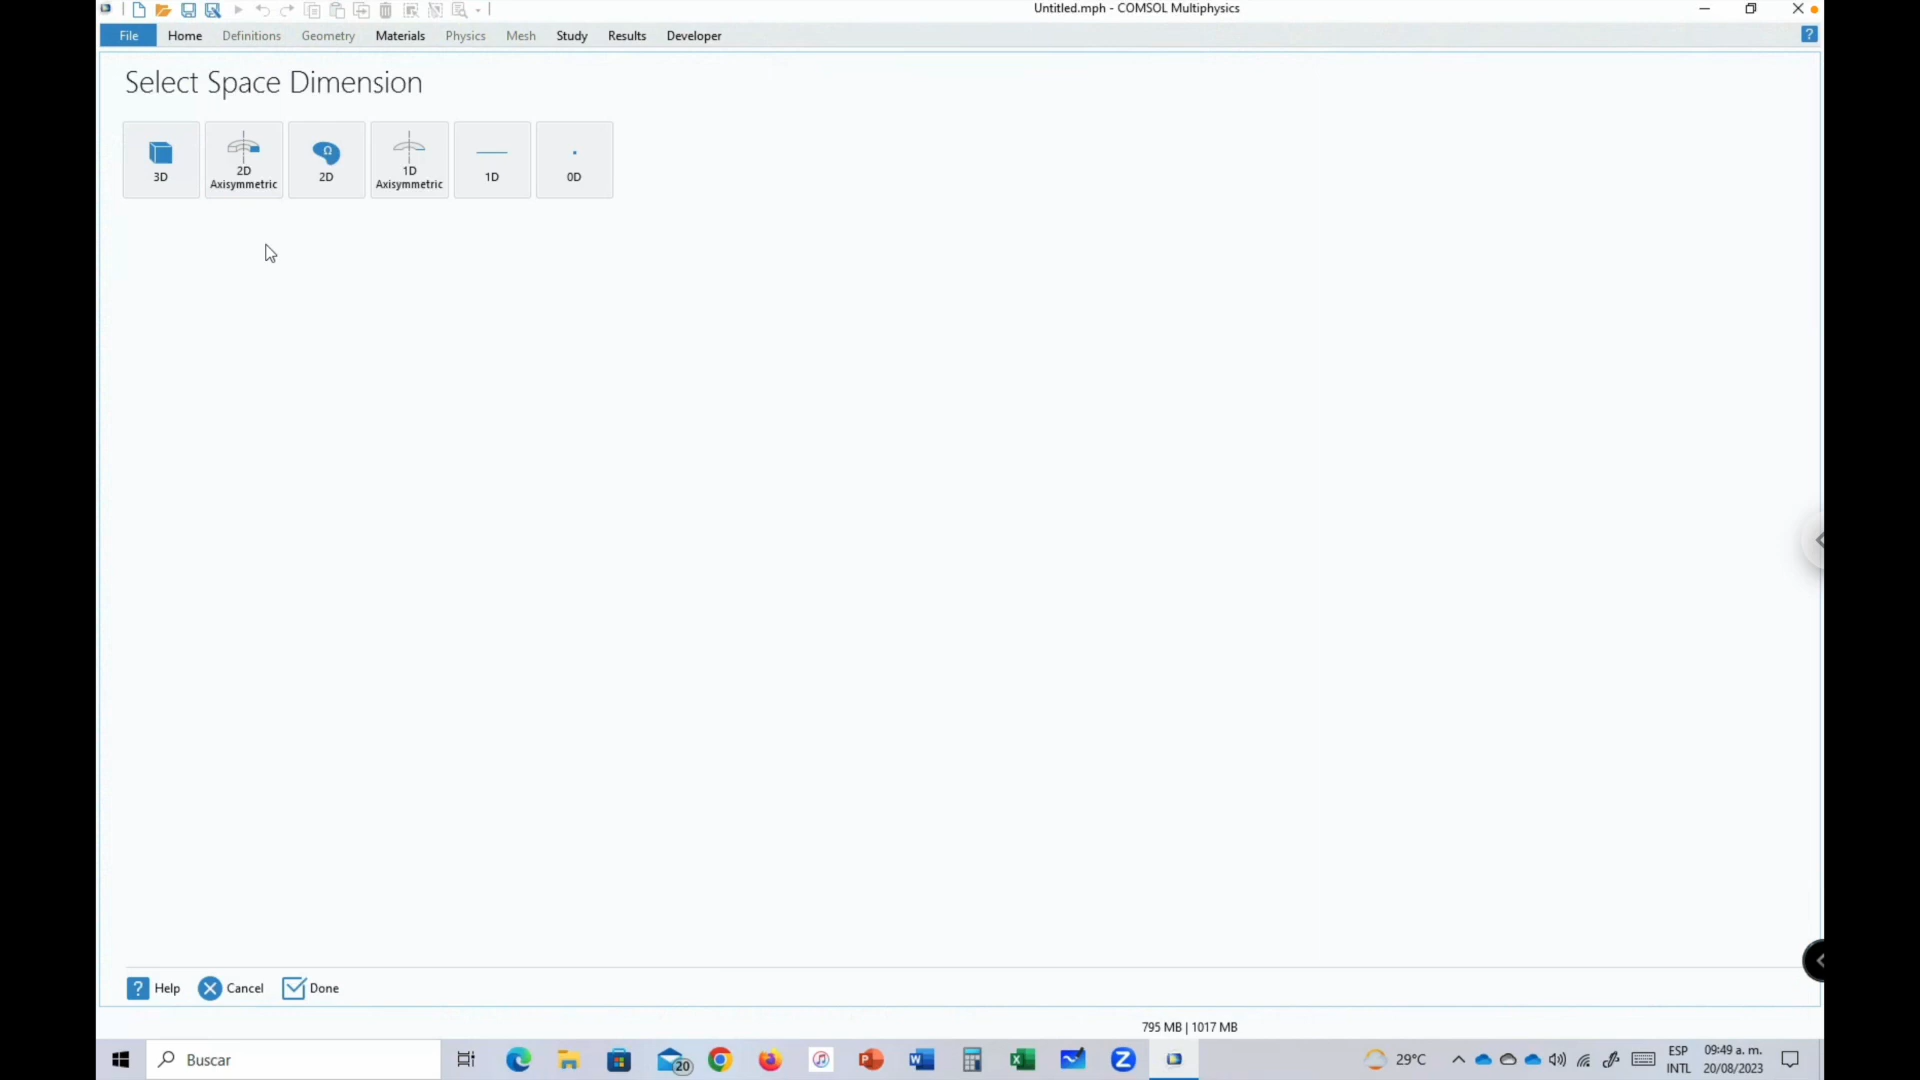 Untitled.mph - COMSOL Multiphysics
File Home Definitions Geometry Materials Physics Mesh Study Results Developer ?
Select Space Dimension
3D
2D
Axisymmetric
Ω
2D
1D
Axisymmetric
1D
0D
? Help Cancel Done
795 MB | 1017 MB
Buscar
20
29°C
ESP
INTL
09:49 a. m.
20/08/2023